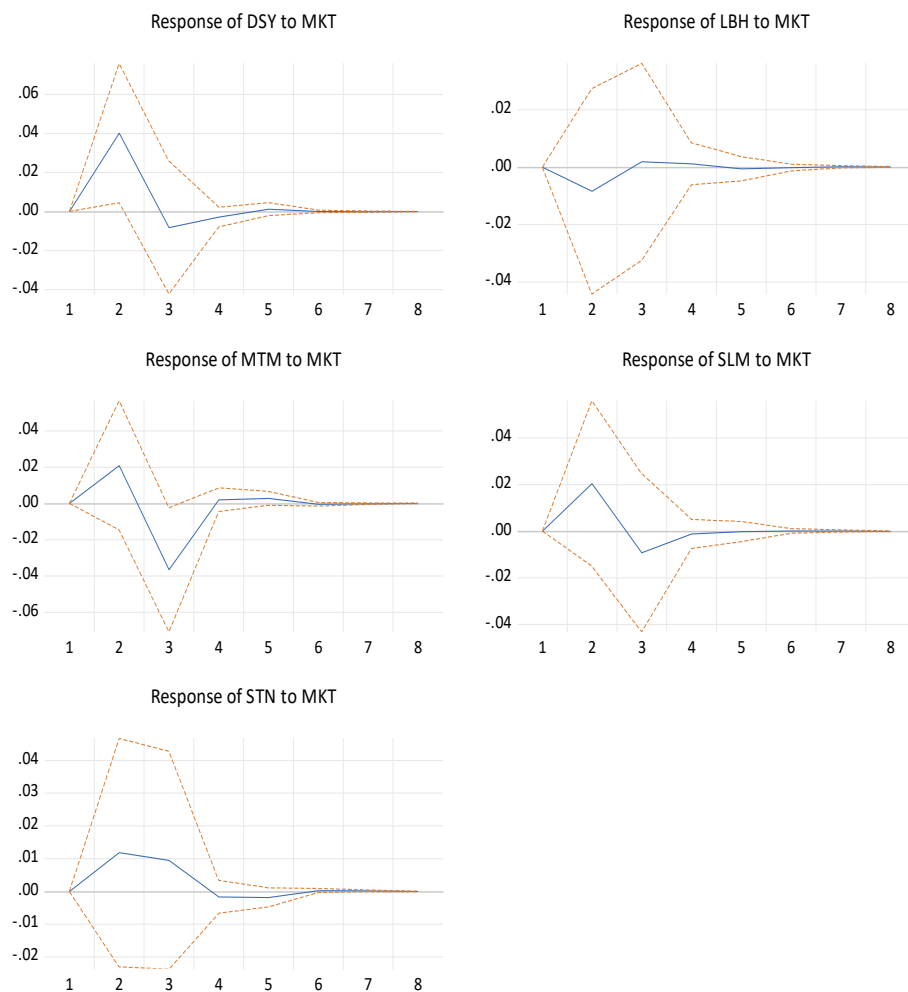 Response of DSY to MKT
.06
.04
.02
.00
-.02
-.04
1 2 3 4 5 6 7 8
Response of LBH to MKT
.02
.00
-.02
-.04
1 2 3 4 5 6 7 8
Response of MTM to MKT
.04
.02
.00
-.02
-.04
-.06
1 2 3 4 5 6 7 8
Response of SLM to MKT
.04
.02
.00
-.02
-.04
1 2 3 4 5 6 7 8
Response of STN to MKT
.04
.03
.02
.01
.00
-.01
-.02
1 2 3 4 5 6 7 8